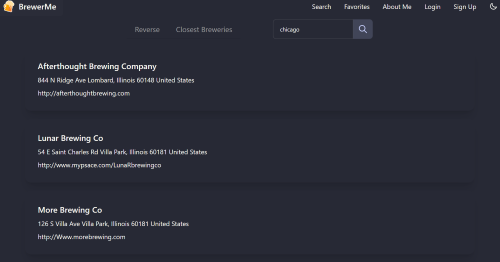 BrewerMe
Search Favorites About Me Login Sign Up
Reverse Closest Breweries chicago
Afterthought Brewing Company
844 N Ridge Ave Lombard, Illinois 60148 United States
http://afterthoughtbrewing.com
Lunar Brewing Co
54 E Saint Charles Rd Villa Park, Illinois 60181 United States
http://www.mypsace.com/LunaRbrewingco
More Brewing Co
126 S Villa Ave Villa Park, Illinois 60181 United States
http://Www.morebrewing.com